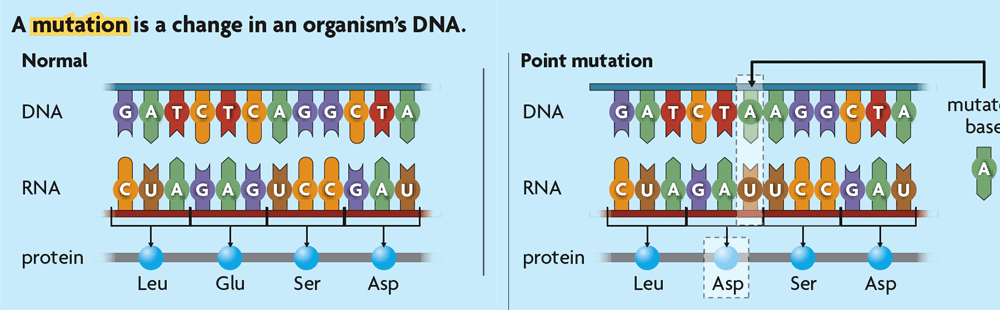 A mutation is a change in an organism's DNA.
Normal
DNA
G A T C T C A G G C T A
RNA
C U A G A G U C C G A U
protein
Leu Glu Ser Asp
Point mutation
DNA
G A T C T A A G G C T A
RNA
C U A G A U U C C G A U
protein
Leu Asp Ser Asp
base
A